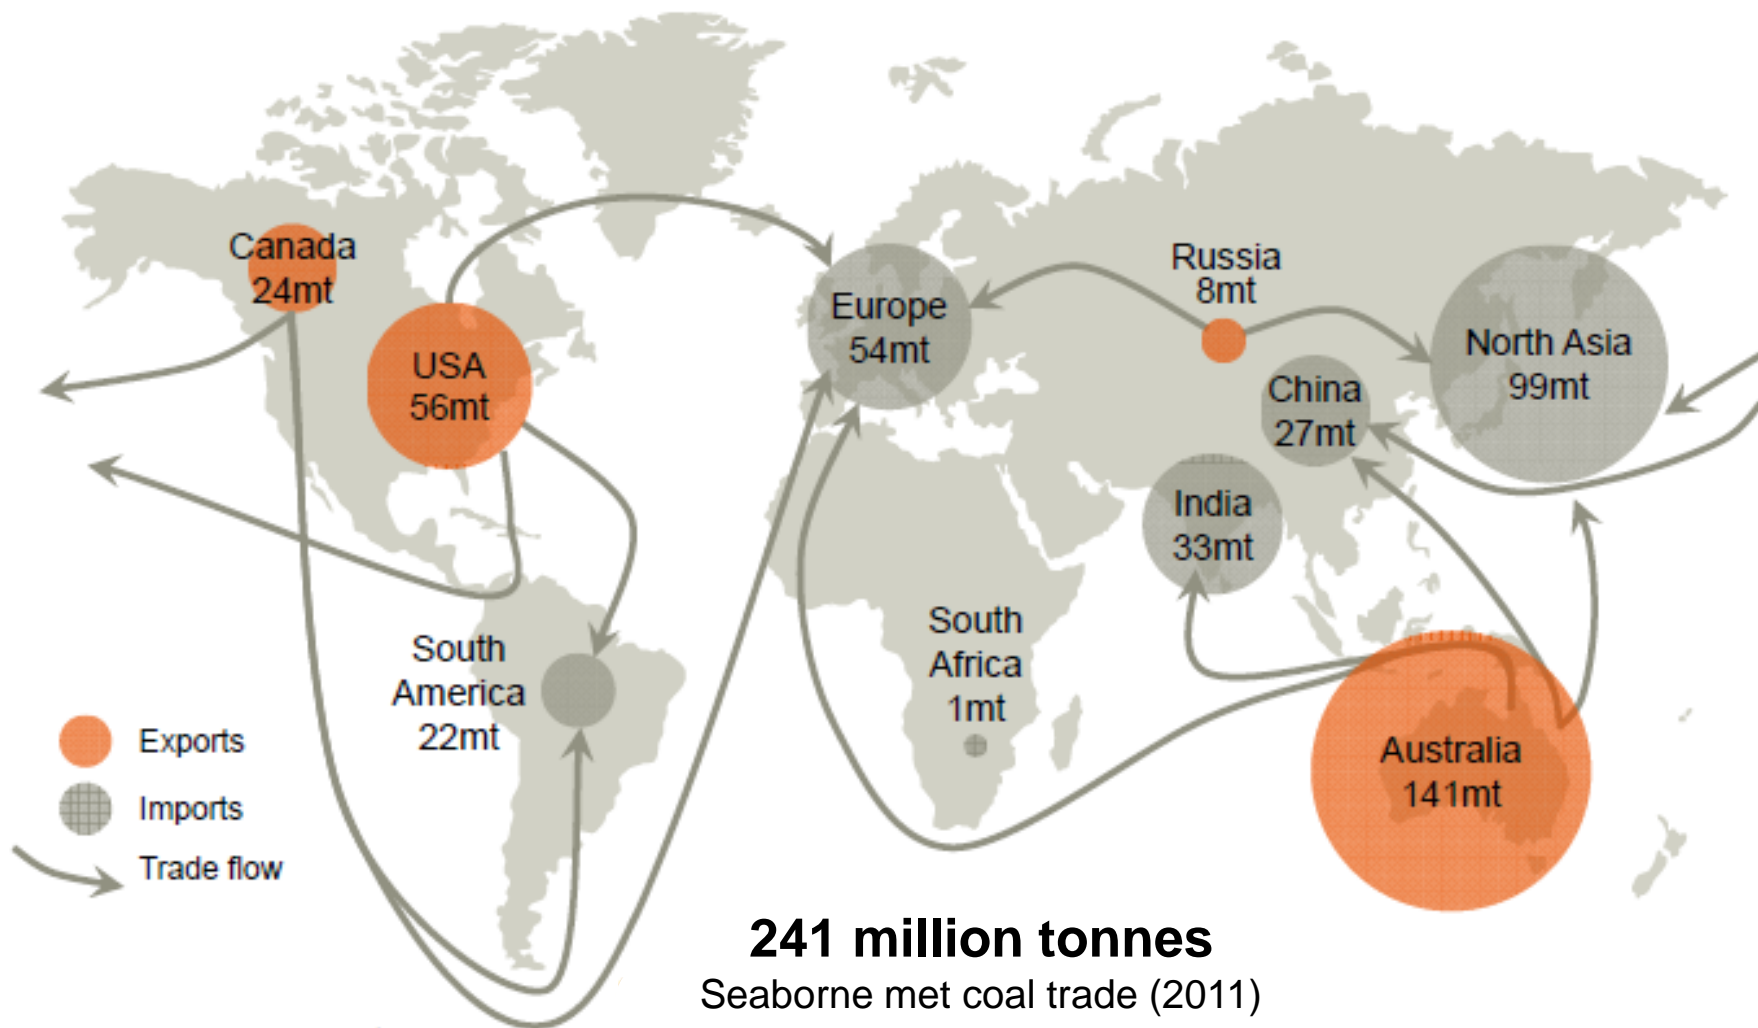 Canada
24mt
USA
56mt
Europe
54mt
Russia
8mt
North Asia
99mt
China
27mt
India
33mt
South
Africa
1mt
South
America
22mt
Australia
141mt
Exports
Imports
Trade flow
241 million tonnes
Seaborne met coal trade (2011)